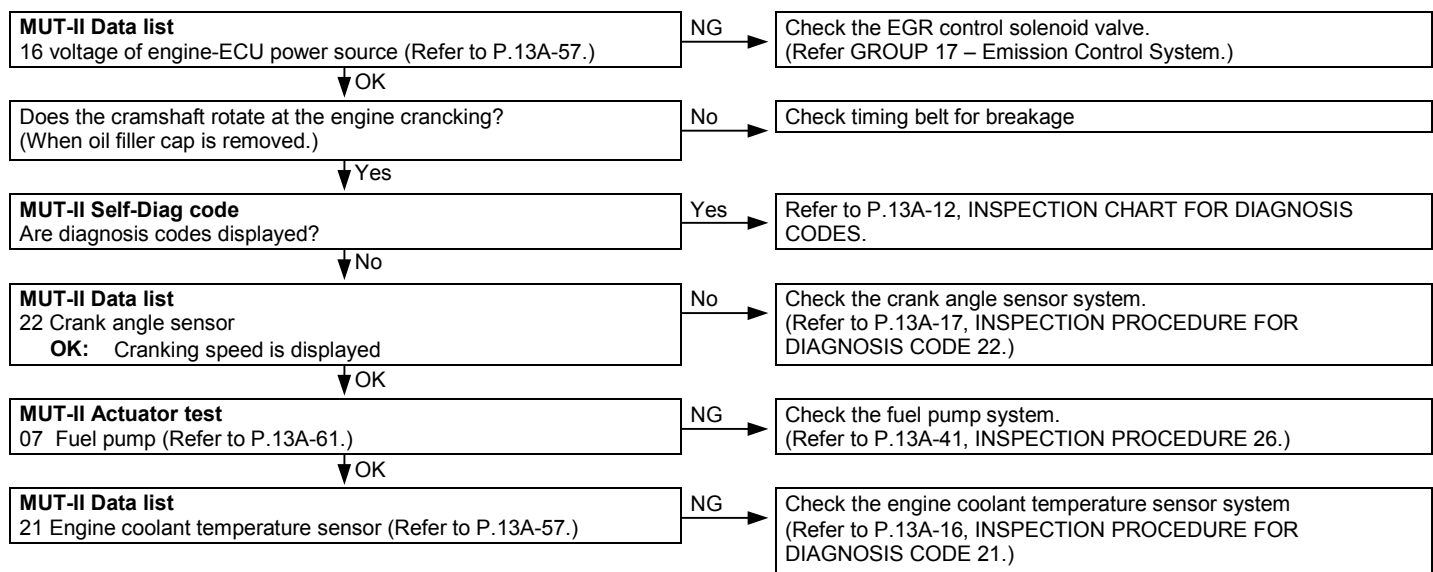 MUT-II Data list
16 voltage of engine-ECU power source (Refer to P.13A-57.)
NG
Check the EGR control solenoid valve.
(Refer GROUP 17 – Emission Control System.)
OK
Does the cramshaft rotate at the engine crancking?
(When oil filler cap is removed.)
No
Check timing belt for breakage
Yes
MUT-II Self-Diag code
Are diagnosis codes displayed?
Yes
Refer to P.13A-12, INSPECTION CHART FOR DIAGNOSIS
CODES.
No
MUT-II Data list
22 Crank angle sensor
OK: Cranking speed is displayed
No
Check the crank angle sensor system.
(Refer to P.13A-17, INSPECTION PROCEDURE FOR
DIAGNOSIS CODE 22.)
OK
MUT-II Actuator test
07 Fuel pump (Refer to P.13A-61.)
NG
Check the fuel pump system.
(Refer to P.13A-41, INSPECTION PROCEDURE 26.)
OK
MUT-II Data list
21 Engine coolant temperature sensor (Refer to P.13A-57.)
NG
Check the engine coolant temperature sensor system
(Refer to P.13A-16, INSPECTION PROCEDURE FOR
DIAGNOSIS CODE 21.)